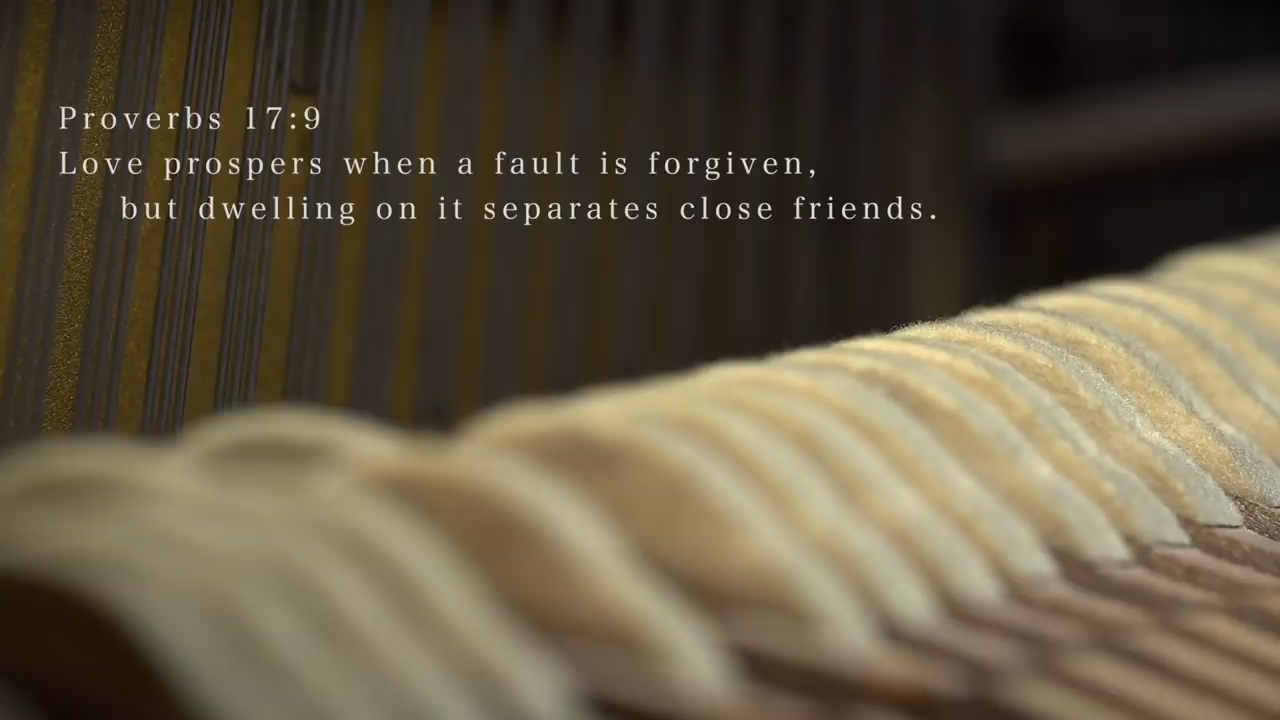 Proverbs 17:9
Love prospers when a fault is forgiven,
but dwelling on it separates close friends.